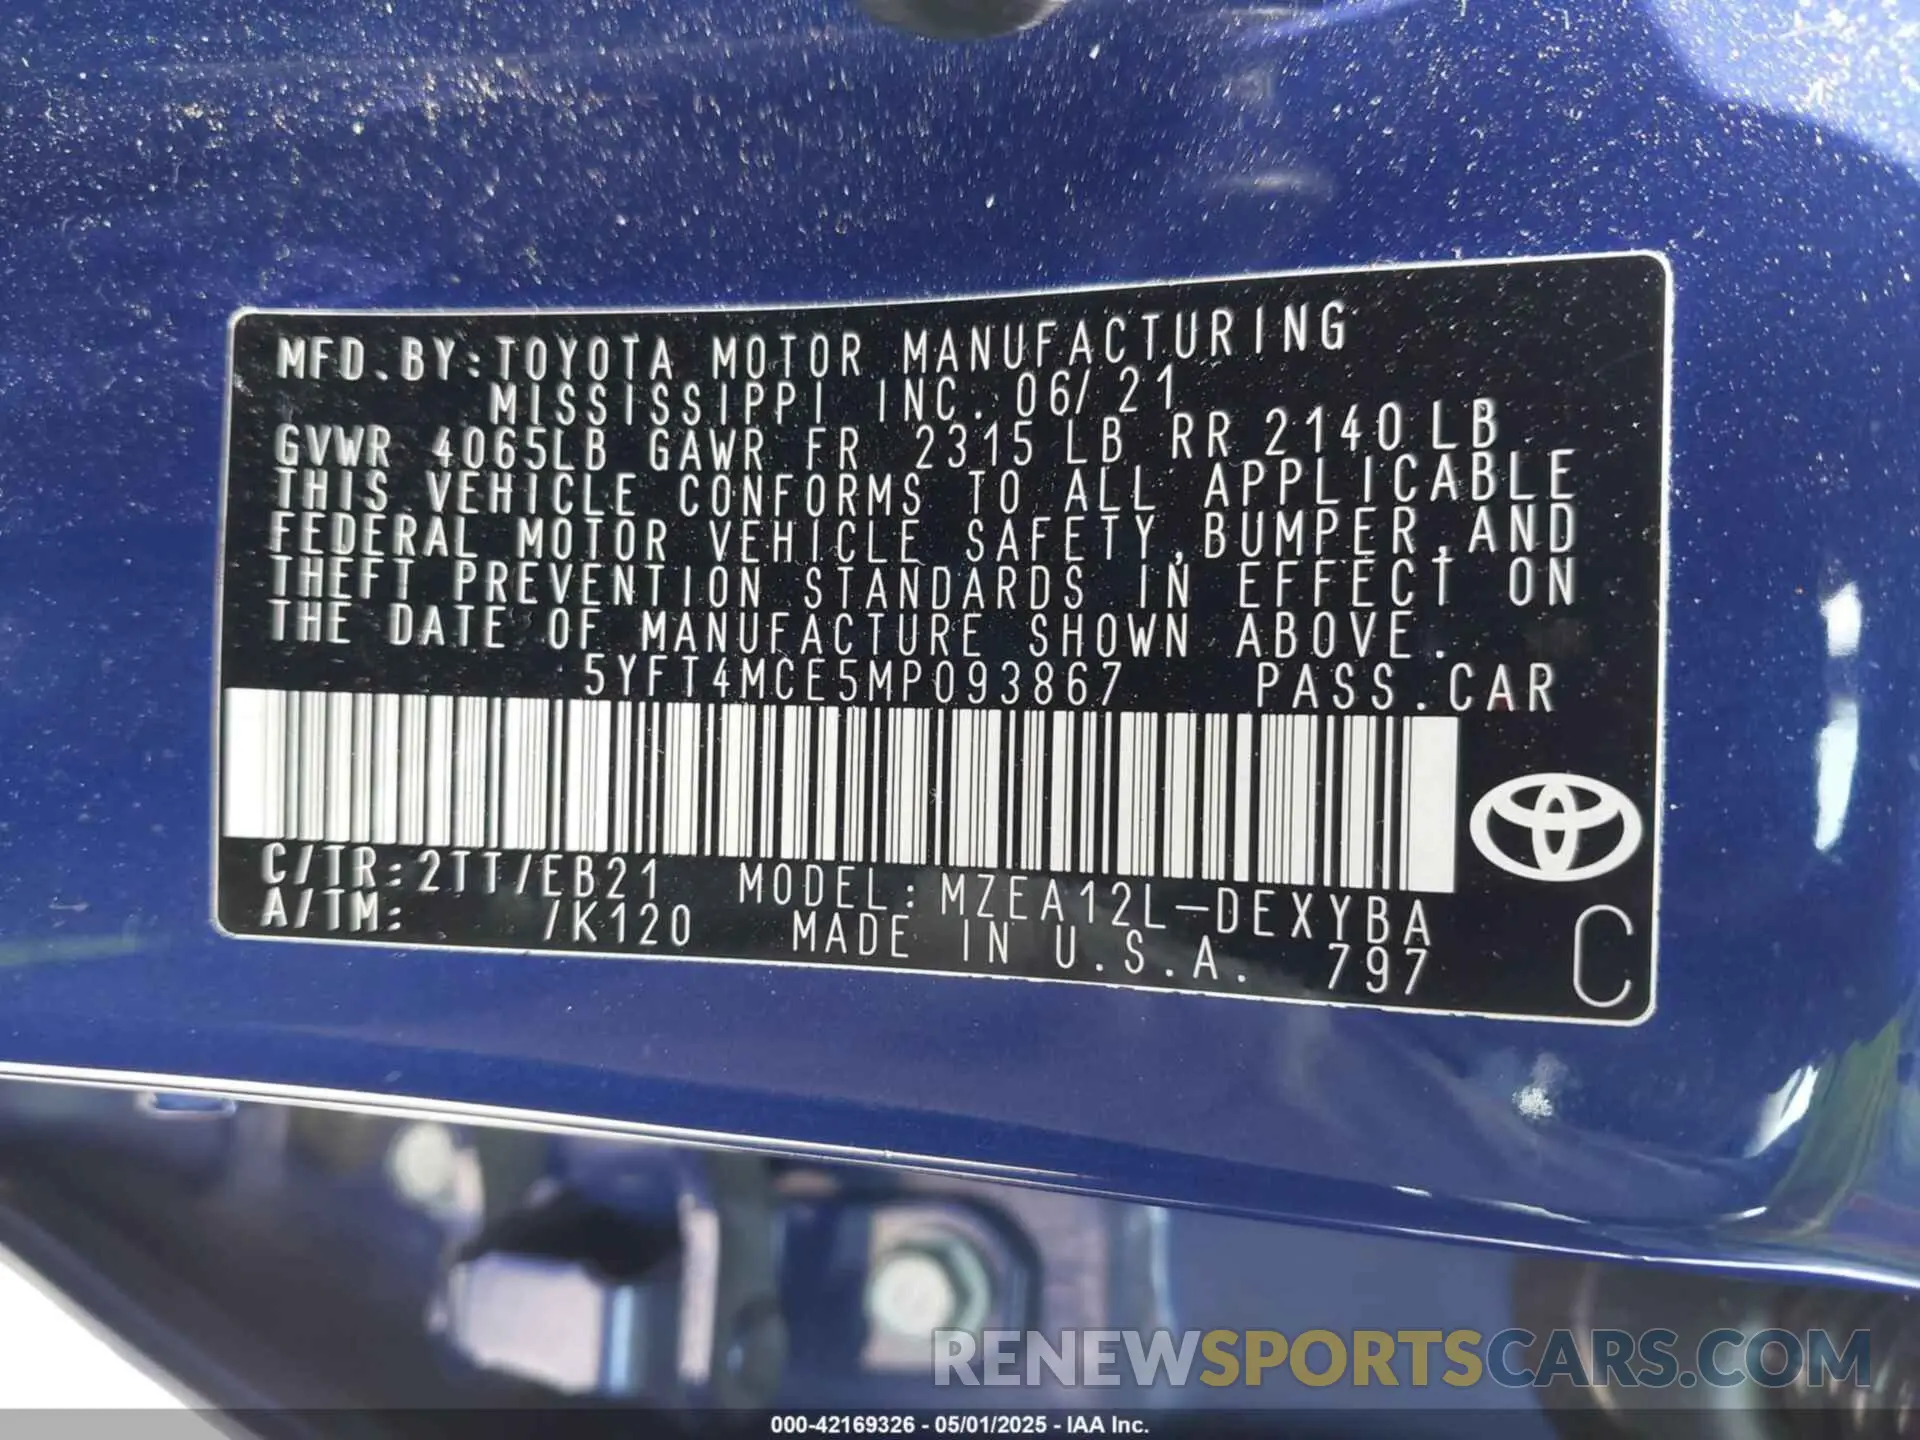 MFD.BY:TOYOTA MOTOR MANUFACTURING
MISSISSIPPI INC. 06/21
GVWR 4065LB GAWR FR 2315LB RR 2140LB
THIS VEHICLE CONFORMS TO ALL APPLICABLE
FEDERAL MOTOR VEHICLE SAFETY,BUMPER,AND
THEFT PREVENTION STANDARDS IN EFFECT ON
THE DATE OF MANUFACTURE SHOWN ABOVE.
5YFT4MCE5MP093867 PASS.CAR
C/TR:2TT/EB21 MODEL:MZEA12L-DEXYBA
A/TM: /K120 MADE IN U.S.A. 797
C
RENEWSPORTSCARS.COM
000-42169326 - 05/01/2025 - IAA Inc.